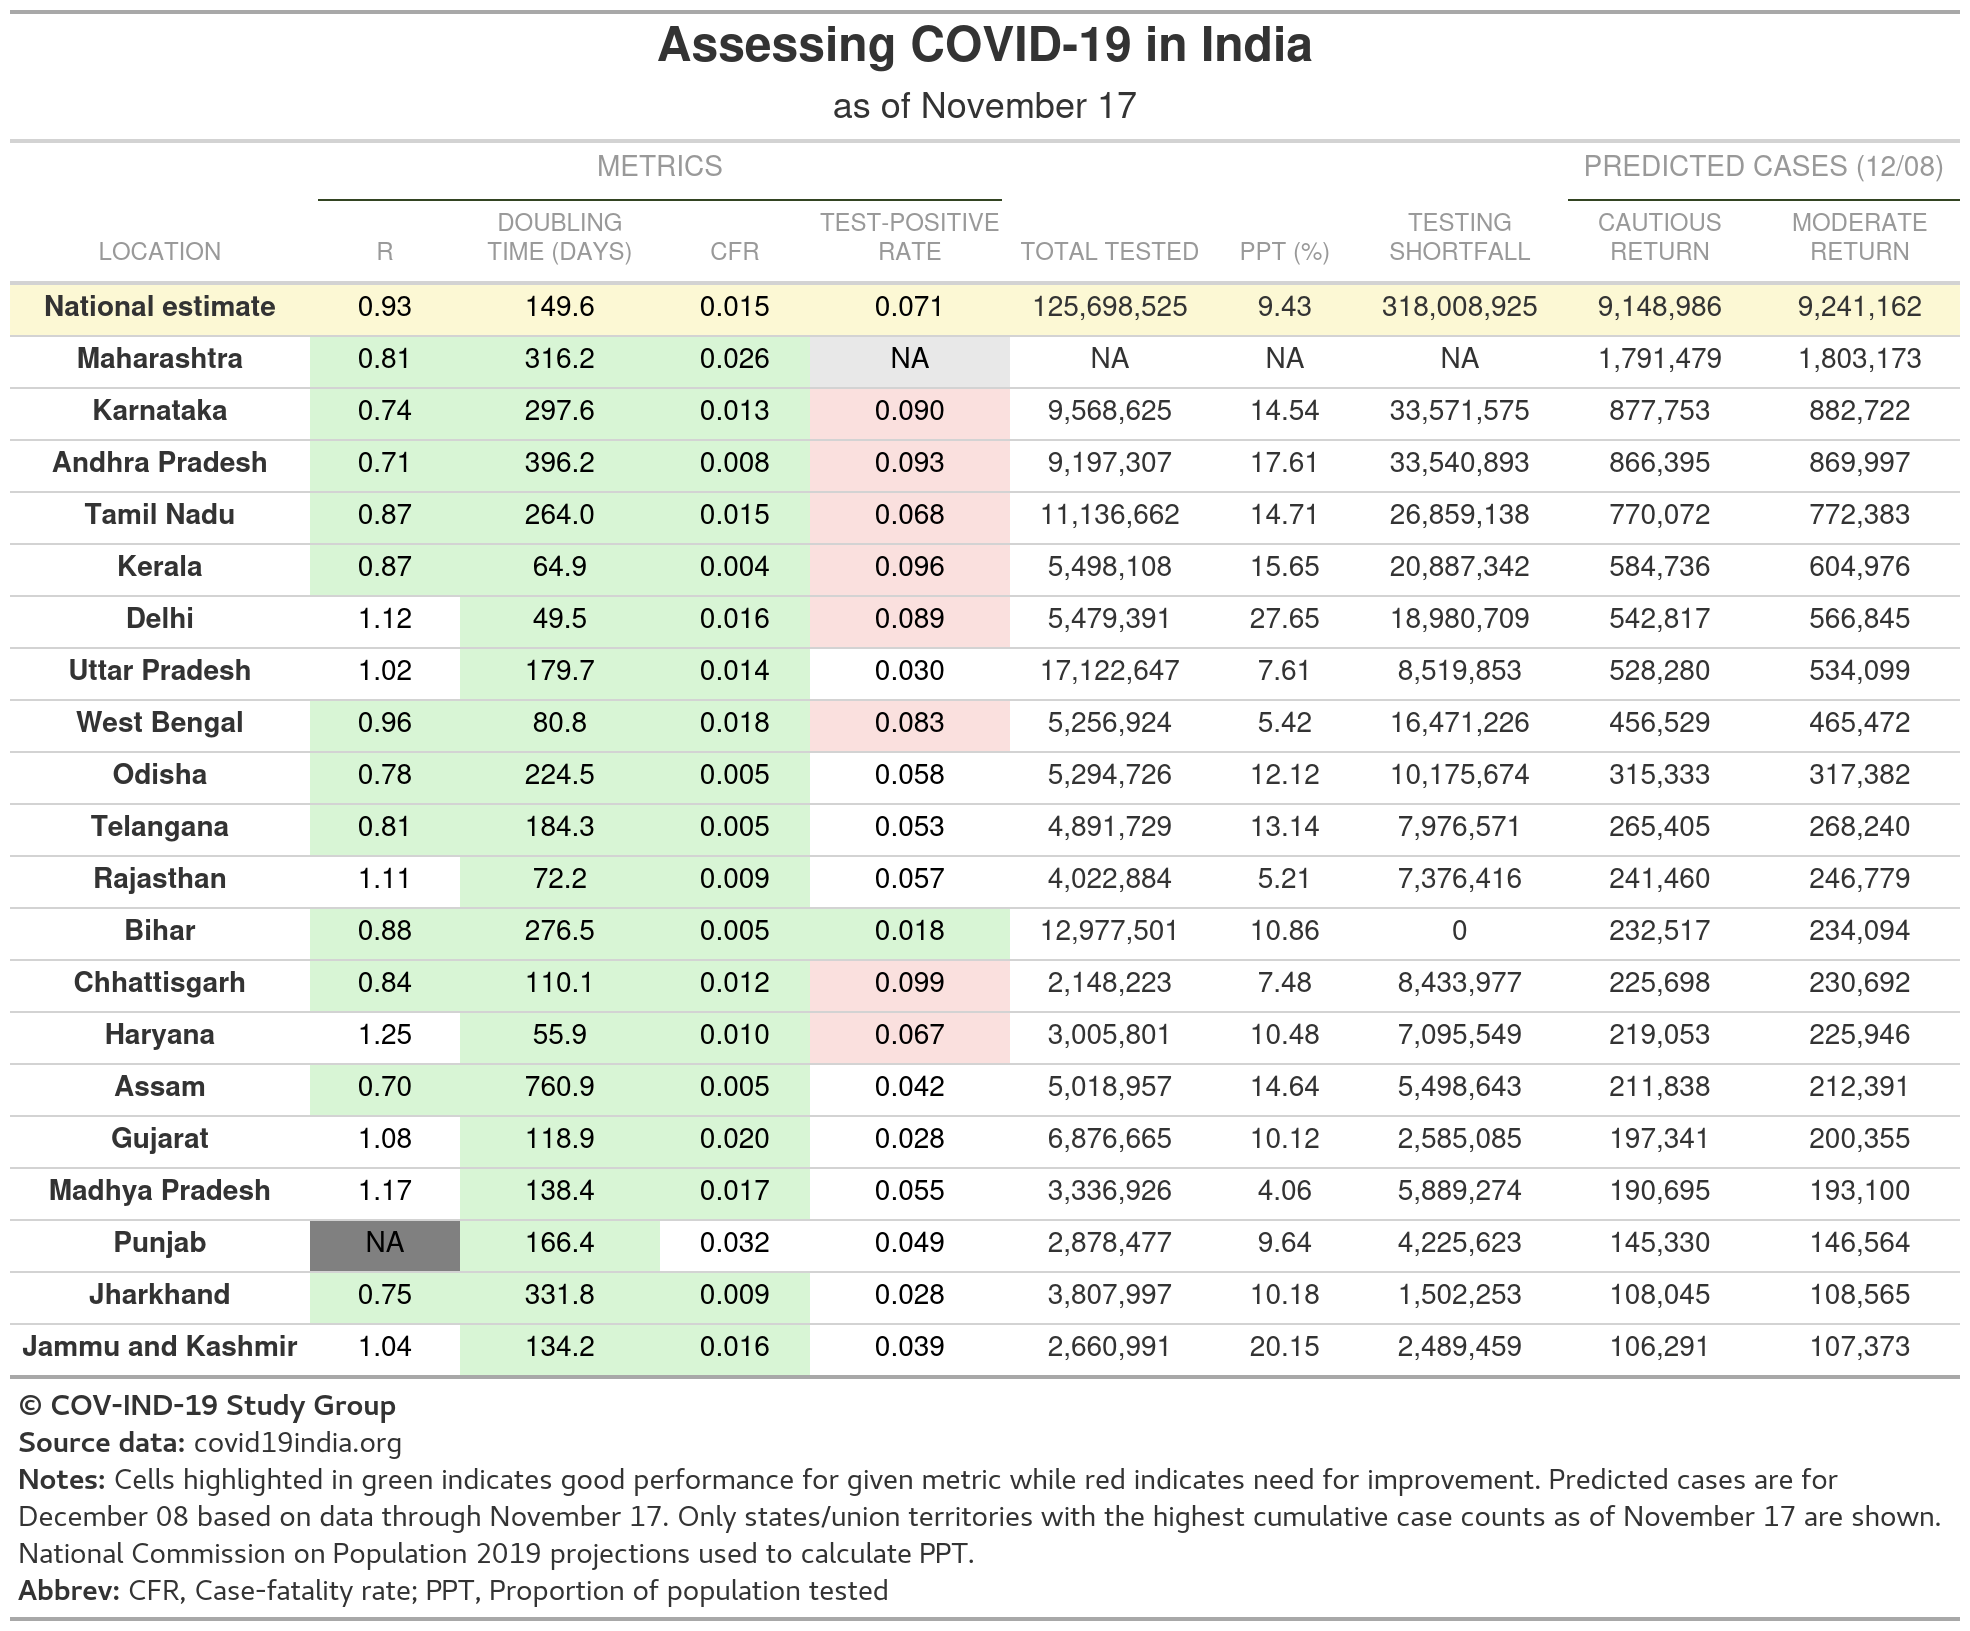 Assessing COVID-19 in India
as of November 17
METRICS PREDICTED CASES (12/08)
LOCATION R DOUBLING TIME (DAYS) CFR TEST-POSITIVE RATE TOTAL TESTED PPT (%) TESTING SHORTFALL CAUTIOUS RETURN MODERATE RETURN
National estimate 0.93 149.6 0.015 0.071 125,698,525 9.43 318,008,925 9,148,986 9,241,162
Maharashtra 0.81 316.2 0.026 NA NA NA NA 1,791,479 1,803,173
Karnataka 0.74 297.6 0.013 0.090 9,568,625 14.54 33,571,575 877,753 882,722
Andhra Pradesh 0.71 396.2 0.008 0.093 9,197,307 17.61 33,540,893 866,395 869,997
Tamil Nadu 0.87 264.0 0.015 0.068 11,136,662 14.71 26,859,138 770,072 772,383
Kerala 0.87 64.9 0.004 0.096 5,498,108 15.65 20,887,342 584,736 604,976
Delhi 1.12 49.5 0.016 0.089 5,479,391 27.65 18,980,709 542,817 566,845
Uttar Pradesh 1.02 179.7 0.014 0.030 17,122,647 7.61 8,519,853 528,280 534,099
West Bengal 0.96 80.8 0.018 0.083 5,256,924 5.42 16,471,226 456,529 465,472
Odisha 0.78 224.5 0.005 0.058 5,294,726 12.12 10,175,674 315,333 317,382
Telangana 0.81 184.3 0.005 0.053 4,891,729 13.14 7,976,571 265,405 268,240
Rajasthan 1.11 72.2 0.009 0.057 4,022,884 5.21 7,376,416 241,460 246,779
Bihar 0.88 276.5 0.005 0.018 12,977,501 10.86 0 232,517 234,094
Chhattisgarh 0.84 110.1 0.012 0.099 2,148,223 7.48 8,433,977 225,698 230,692
Haryana 1.25 55.9 0.010 0.067 3,005,801 10.48 7,095,549 219,053 225,946
Assam 0.70 760.9 0.005 0.042 5,018,957 14.64 5,498,643 211,838 212,391
Gujarat 1.08 118.9 0.020 0.028 6,876,665 10.12 2,585,085 197,341 200,355
Madhya Pradesh 1.17 138.4 0.017 0.055 3,336,926 4.06 5,889,274 190,695 193,100
Punjab NA 166.4 0.032 0.049 2,878,477 9.64 4,225,623 145,330 146,564
Jharkhand 0.75 331.8 0.009 0.028 3,807,997 10.18 1,502,253 108,045 108,565
Jammu and Kashmir 1.04 134.2 0.016 0.039 2,660,991 20.15 2,489,459 106,291 107,373
© COV-IND-19 Study Group
Source data: covid19india.org
Notes: Cells highlighted in green indicates good performance for given metric while red indicates need for improvement. Predicted cases are for
December 08 based on data through November 17. Only states/union territories with the highest cumulative case counts as of November 17 are shown.
National Commission on Population 2019 projections used to calculate PPT.
Abbrev: CFR, Case-fatality rate; PPT, Proportion of population tested